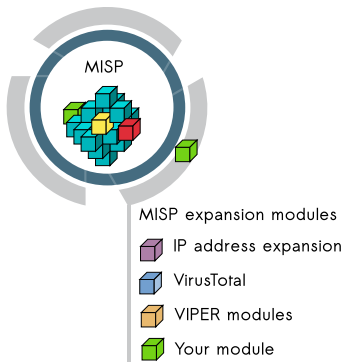 MISP
MISP expansion modules
IP address expansion
VirusTotal
VIPER modules
Your module